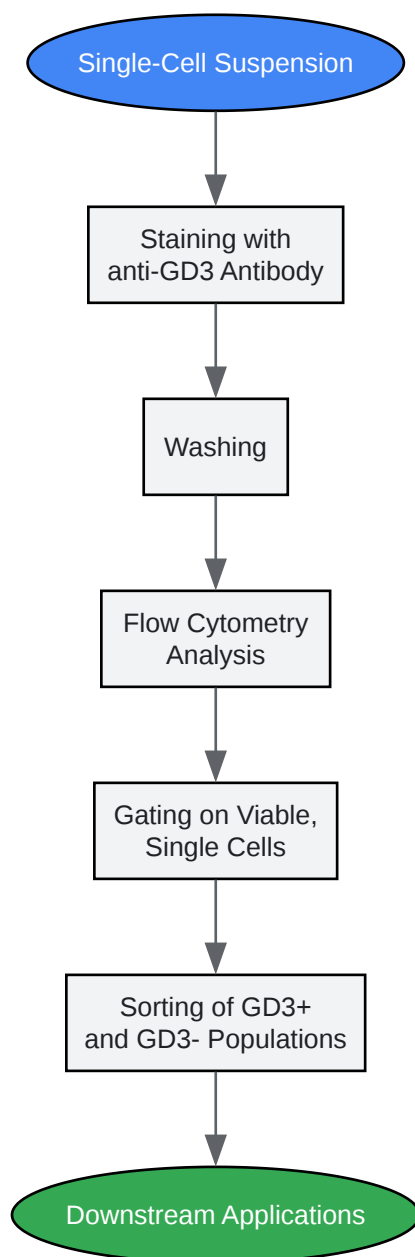 Single-Cell Suspension
Staining with
anti-GD3 Antibody
Washing
Flow Cytometry
Analysis
Gating on Viable,
Single Cells
Sorting of GD3+
and GD3- Populations
Downstream Applications